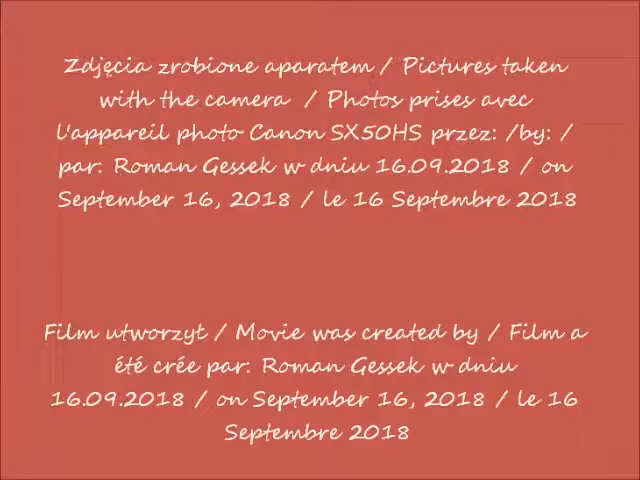 Zdjęcia zrobione aparatem / Pictures taken
with the camera / Photos prises avec
l'appareil photo Canon SX50HS przez: /by: /
par: Roman Gessek w dniu 16.09.2018 / on
September 16, 2018 / le 16 Septembre 2018
Film utworzył / Movie was created by / Film a
été crée par: Roman Gessek w dniu
16.09.2018 / on September 16, 2018 / le 16
Septembre 2018